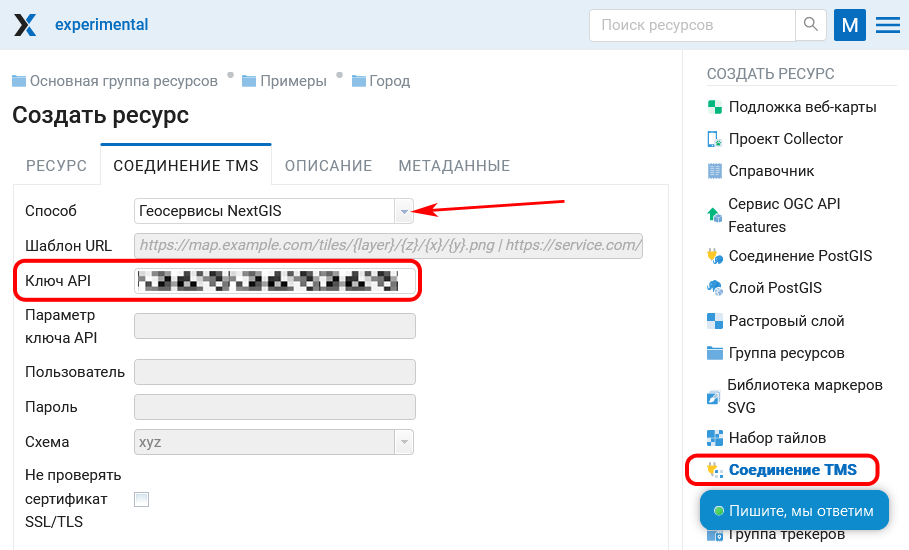 experimental
Поиск ресурсов
M
Основная группа ресурсов
Примеры
Город
Создать ресурс
РЕСУРС
СОЕДИНЕНИЕ TMS
ОПИСАНИЕ
МЕТАДАННЫЕ
Способ
Геосервисы NextGIS
Шаблон URL
https://map.example.com/tiles/{layer}/{z}/{x}/{y}.png | https://service.com/
Ключ API
Параметр
ключа API
Пользователь
Пароль
Схема
xyz
Не проверять
сертификат
SSL/TLS
СОЗДАТЬ РЕСУРС
Подложка веб-карты
Проект Collector
Справочник
Сервис OGC API
Features
Соединение PostGIS
Слой PostGIS
Растровый слой
Группа ресурсов
Библиотека маркеров
SVG
Набор тайлов
Соединение TMS
Пишите, мы ответим
Группа трекеров